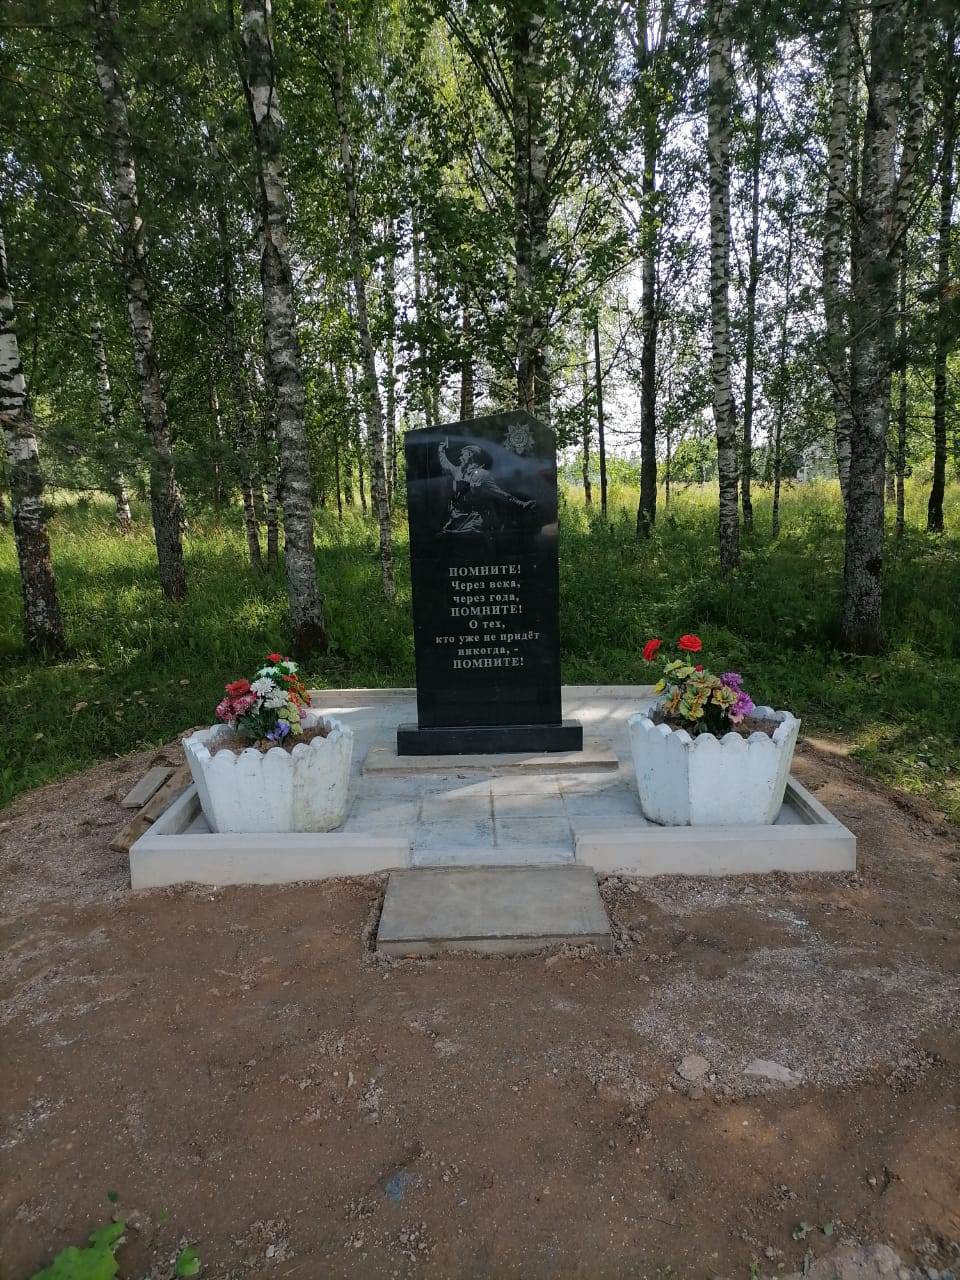 ПОМНИТЕ!
Через века,
через года,
ПОМНИТЕ!
О тех,
кто уже не придёт
никогда, -
ПОМНИТЕ!